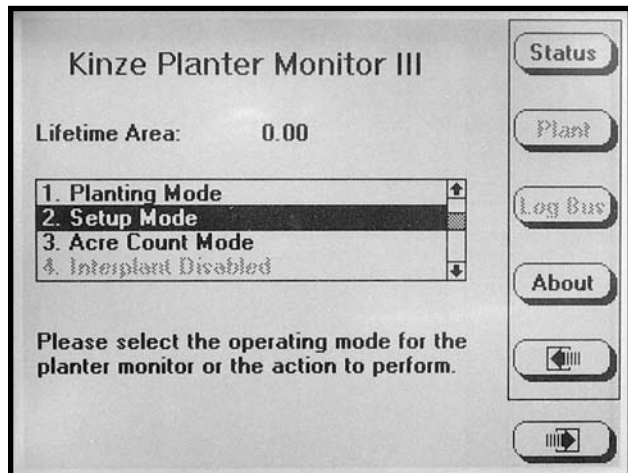 Kinze Planter Monitor III
Lifetime Area: 0.00
1. Planting Mode
2. Setup Mode
3. Acre Count Mode
4. Interplant Disabled
Please select the operating mode for the
planter monitor or the action to perform.
Status
Plant
Log Bus
About